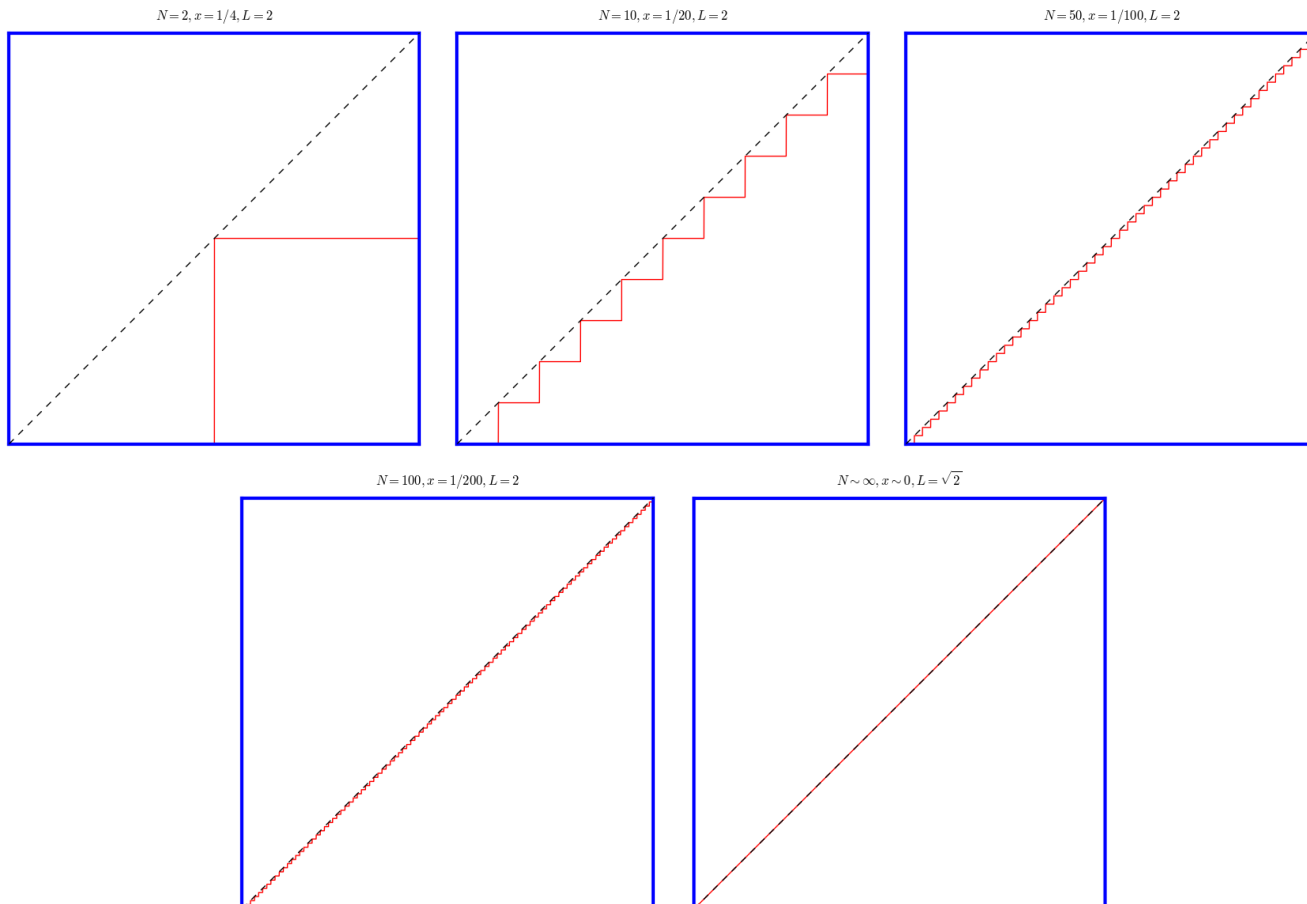 N = 2, x = 1/4, L = 2
N = 10, x = 1/20, L = 2
N = 50, x = 1/100, L = 2
N = 100, x = 1/200, L = 2
N ∼ ∞, x ∼ 0, L = √2